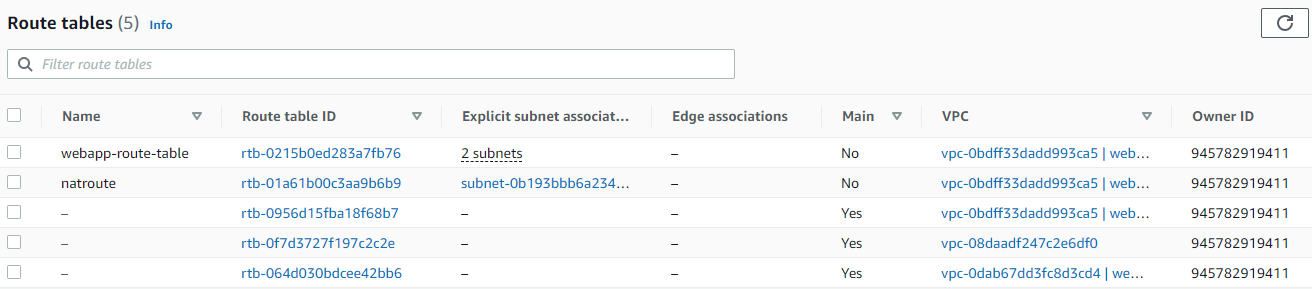 Route tables (5) Info
Filter route tables
Name Route table ID Explicit subnet associat... Edge associations Main VPC Owner ID
webapp-route-table rtb-0215b0ed283a7fb76 2 subnets – No vpc-0bdff33dadd993ca5 | web... 945782919411
natroute rtb-01a61b00c3aa9b6b9 subnet-0b193bbb6a234... – No vpc-0bdff33dadd993ca5 | web... 945782919411
– rtb-0956d15fba18f68b7 – – Yes vpc-0bdff33dadd993ca5 | web... 945782919411
– rtb-0f7d3727f197c2c2e – – Yes vpc-08daadf247c2e6df0 945782919411
– rtb-064d030bdcee42bb6 – – Yes vpc-0dab67dd3fc8d3cd4 | we... 945782919411